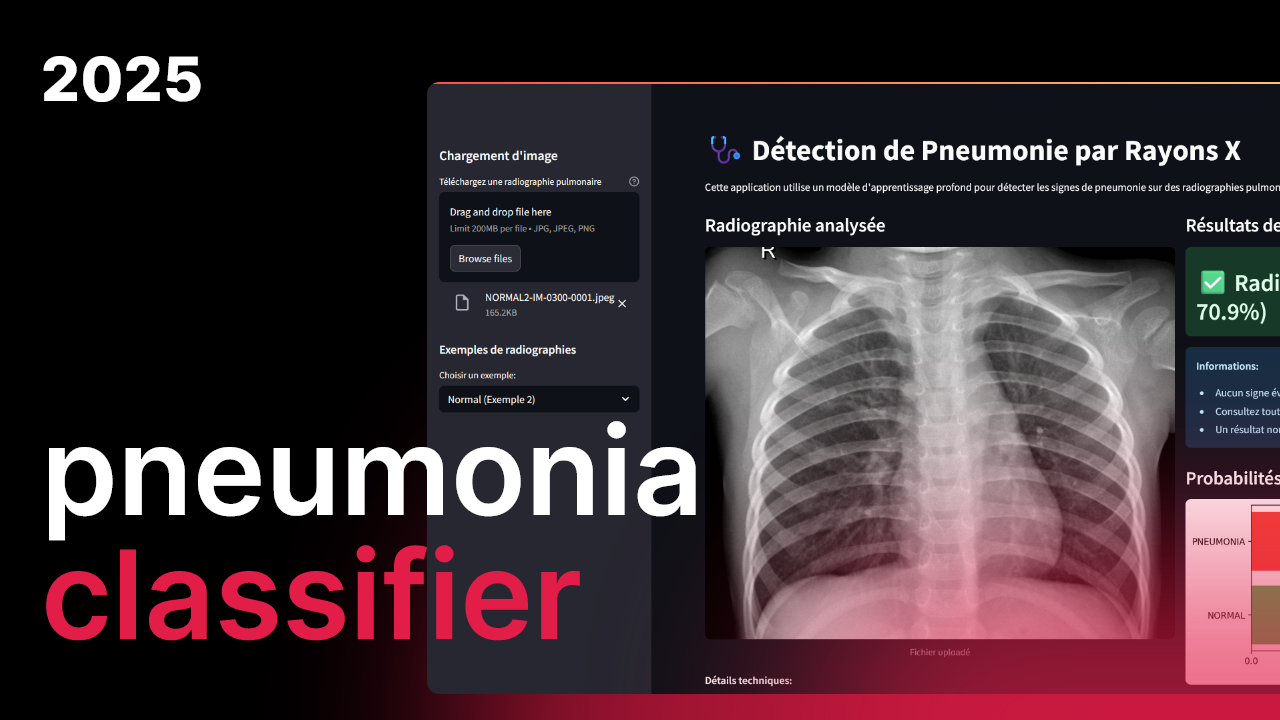 2025
pneumonia
classifier
Chargement d'image
Téléchargez une radiographie pulmonaire
Drag and drop file here
Limit 200MB per file • JPG, JPEG, PNG
Browse files
NORMAL2-IM-0300-0001.jpeg
165.2KB
Exemples de radiographies
Choisir un exemple:
Normal (Exemple 2)
Détection de Pneumonie par Rayons X
Cette application utilise un modèle d'apprentissage profond pour détecter les signes de pneumonie sur des radiographies pulmon
Radiographie analysée
R
Fichier uploadé
Détails techniques:
Résultats de
Radi
70.9%)
Informations:
• Aucun signe év
• Consultez tout
• Un résultat no
Probabilités
PNEUMONIA
NORMAL
0.0